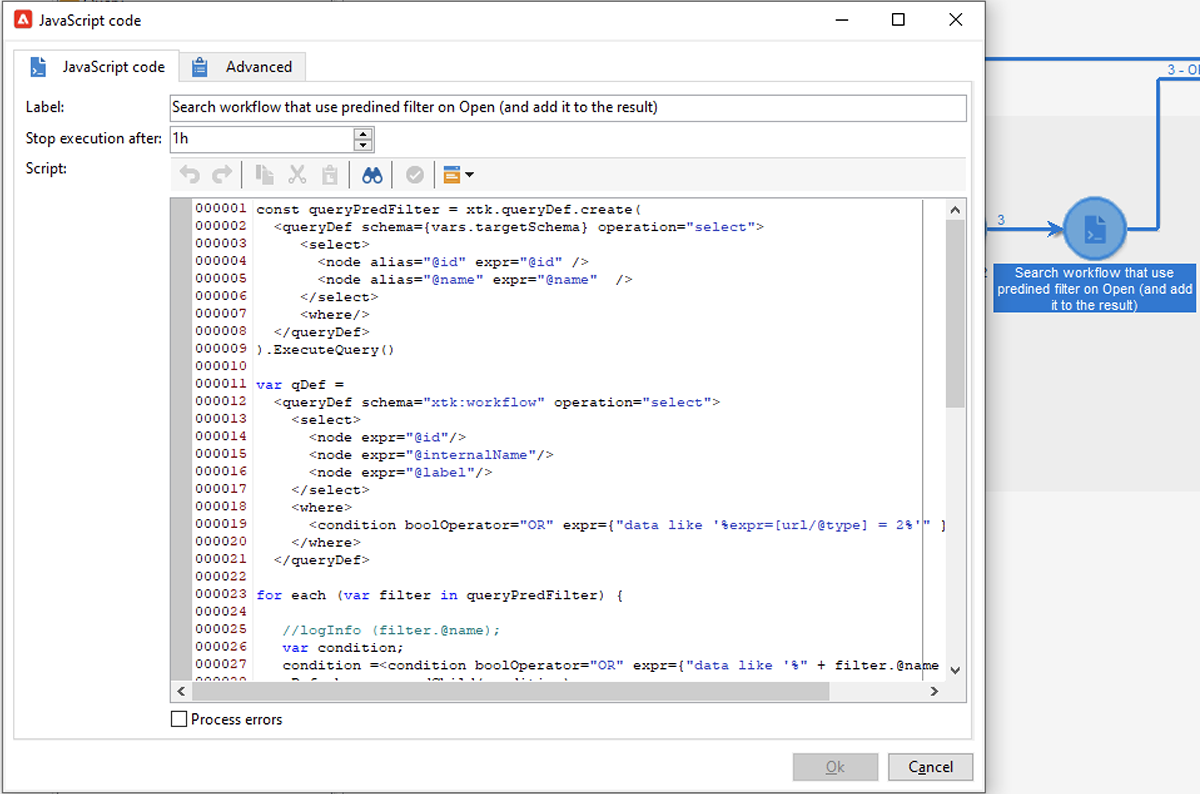 JavaScript code
JavaScript code
Advanced
Label:
Search workflow that use predined filter on Open (and add it to the result)
Stop execution after:
1h
Script:
000001 const queryPredFilter = xtk.queryDef.create(
000002   <queryDef schema={vars.targetSchema} operation="select">
000003     <select>
000004       <node alias="@id" expr="@id" />
000005       <node alias="@name" expr="@name"  />
000006     </select>
000007     <where/>
000008   </queryDef>
000009 ).ExecuteQuery()
000010
000011 var qDef =
000012   <queryDef schema="xtk:workflow" operation="select">
000013     <select>
000014       <node expr="@id"/>
000015       <node expr="@internalName"/>
000016       <node expr="@label"/>
000017     </select>
000018     <where>
000019       <condition boolOperator="OR" expr={"data like '%expr=[url/@type] = 2%'" }
000020     </where>
000021   </queryDef>
000022
000023 for each (var filter in queryPredFilter) {
000024
000025    //logInfo (filter.@name);
000026    var condition;
000027    condition =<condition boolOperator="OR" expr={"data like '%" + filter.@name
Process errors
Ok
Cancel
3 -
3
Search workflow that use
predined filter on Open (and add
it to the result)